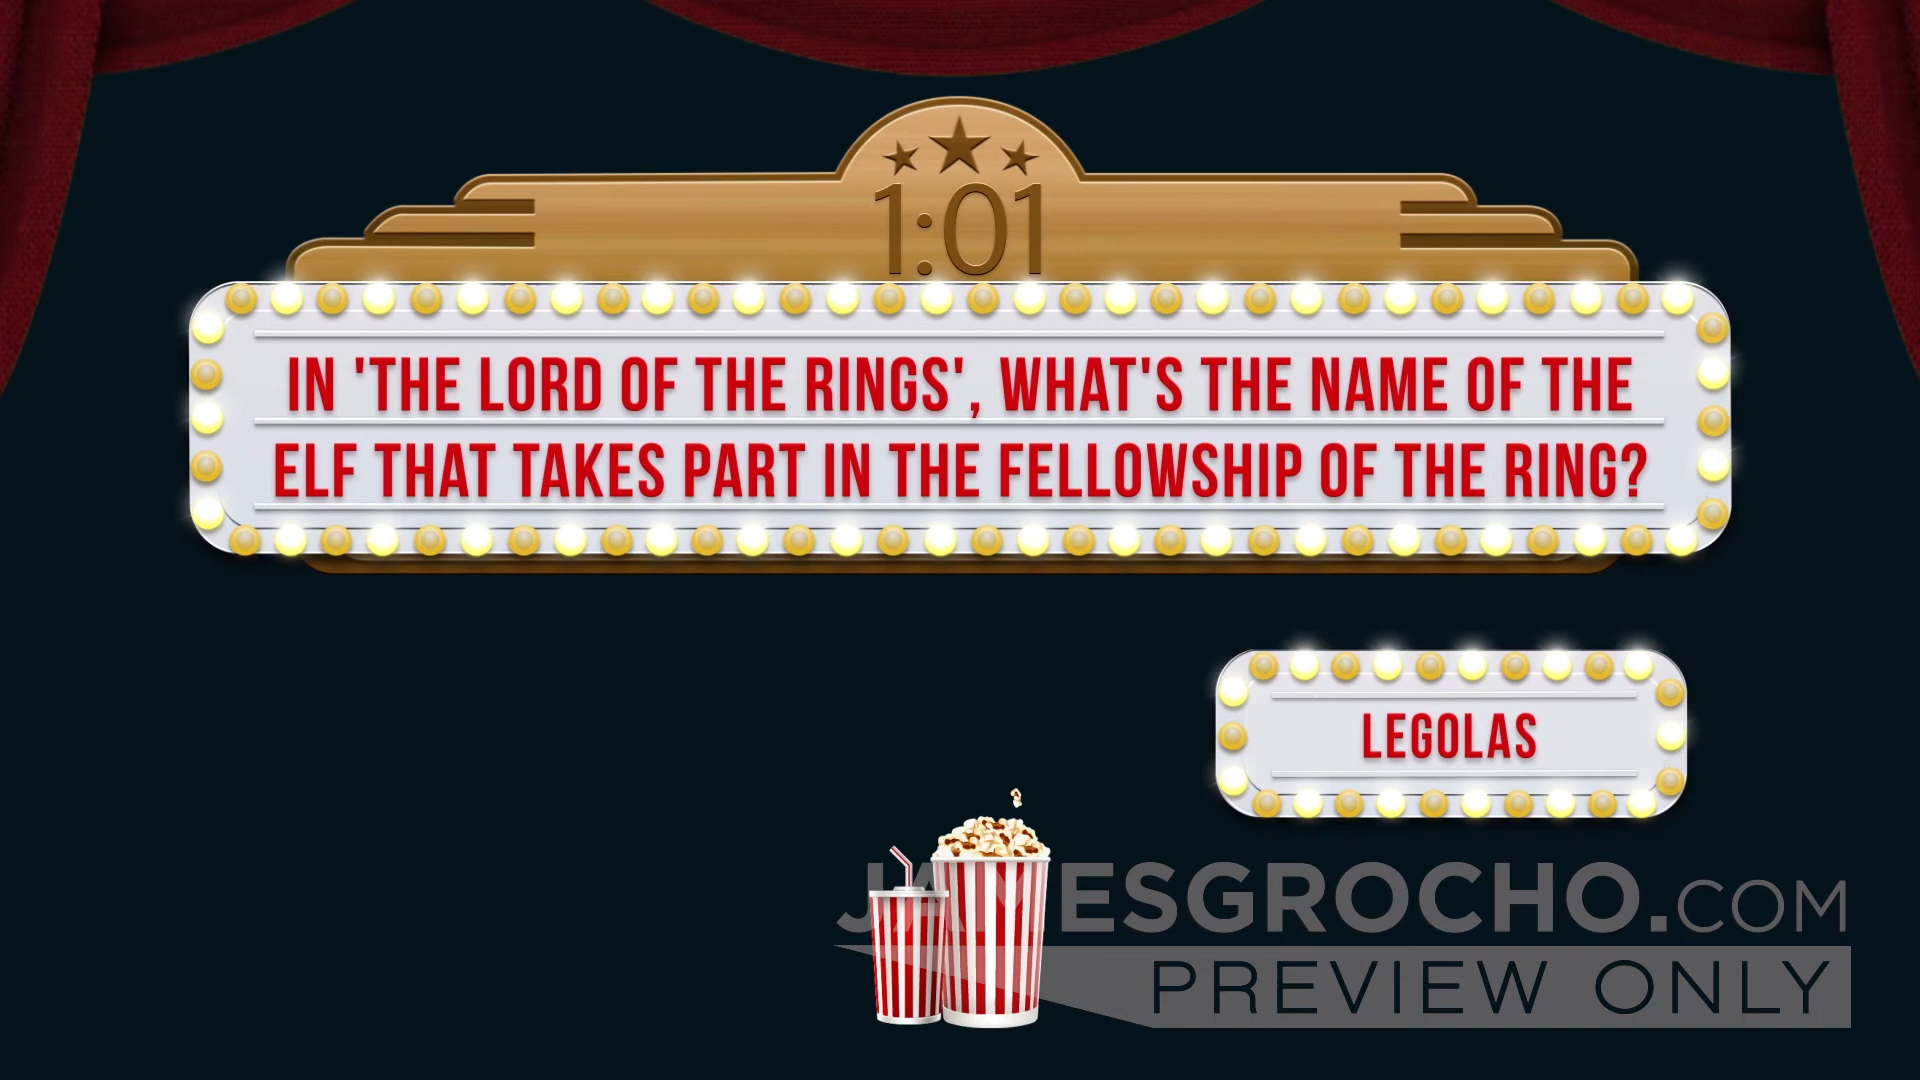 1:01
IN 'THE LORD OF THE RINGS', WHAT'S THE NAME OF THE
ELF THAT TAKES PART IN THE FELLOWSHIP OF THE RING?
LEGOLAS
JAMESGROCHO.COM
PREVIEW ONLY